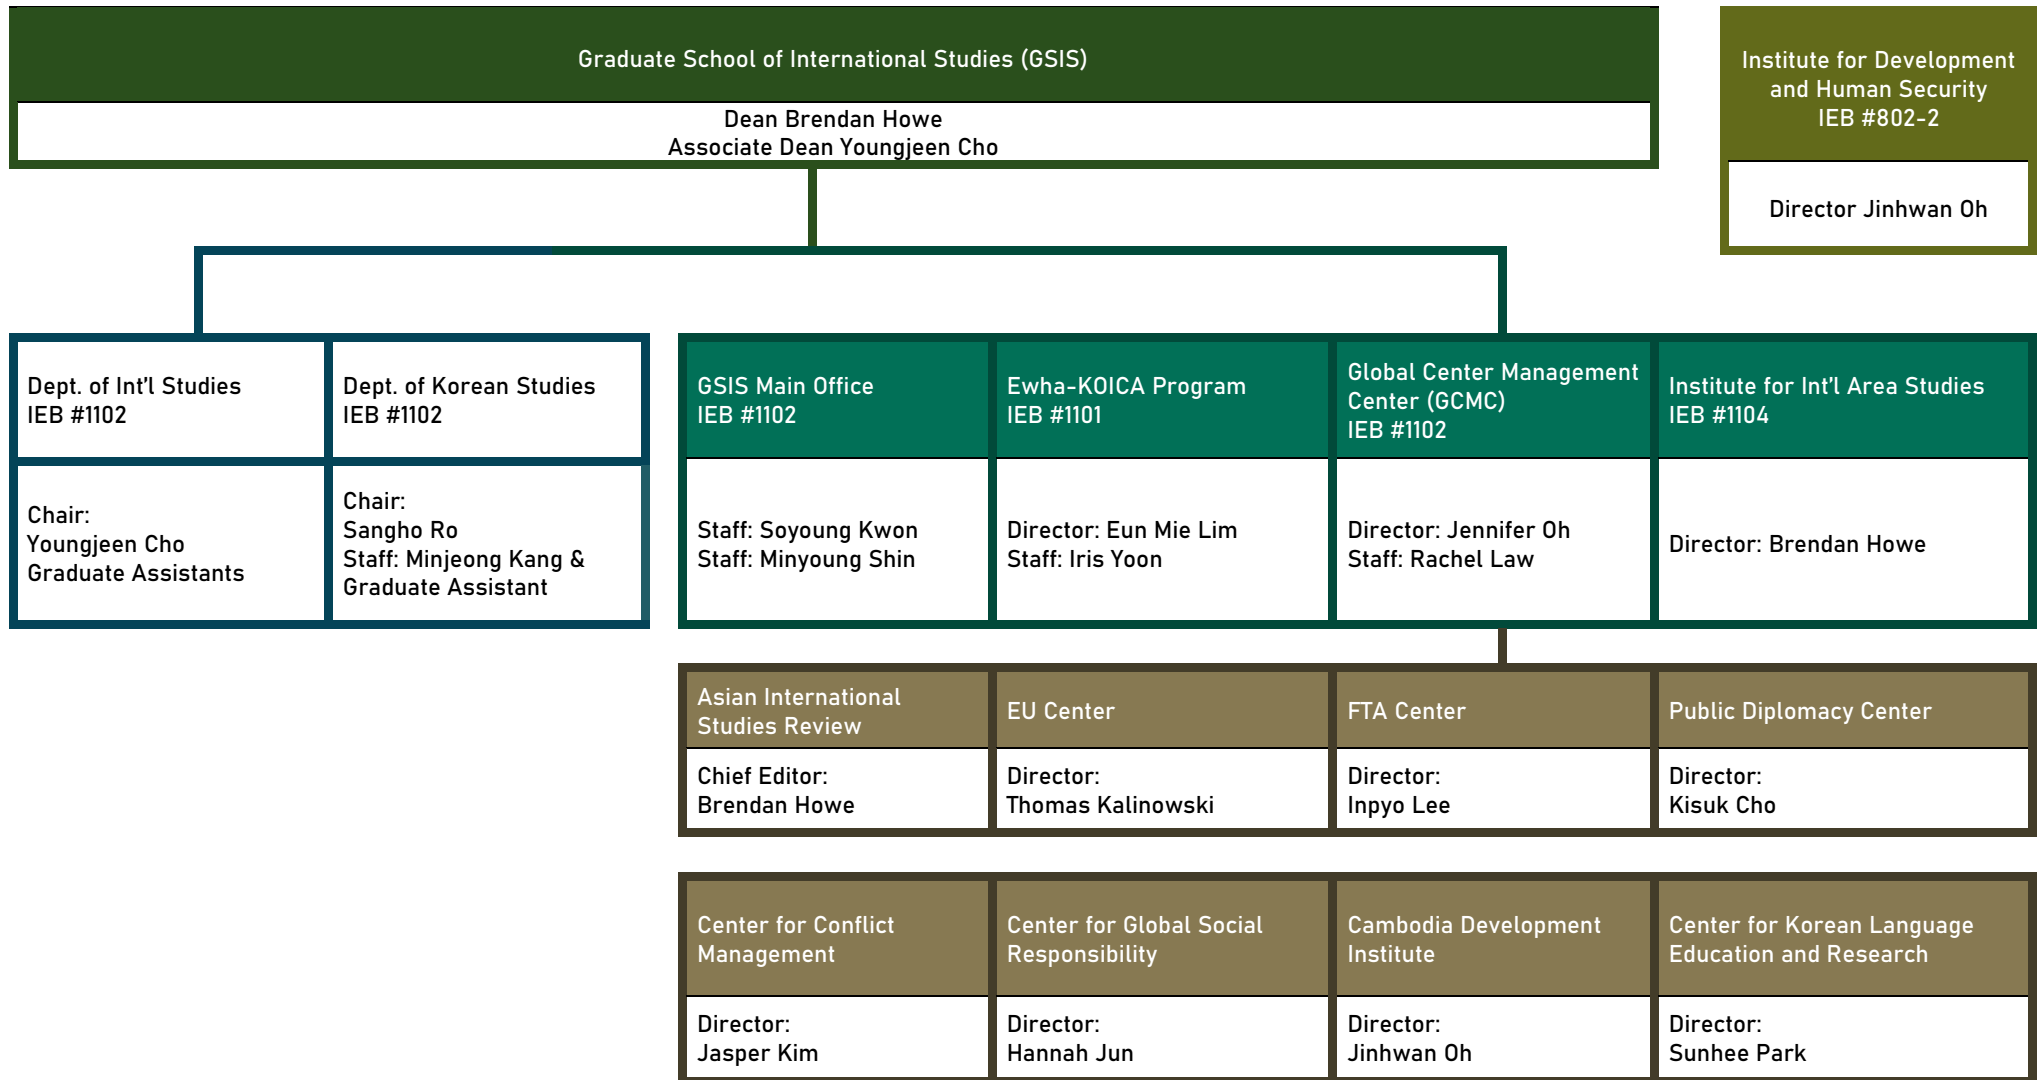 Graduate School of International Studies (GSIS)
Dean Brendan Howe
Associate Dean Youngjeen Cho
Institute for Development
and Human Security
IEB #802-2
Director Jinhwan Oh
Dept. of Int'l Studies
IEB #1102
Chair:
Youngjeen Cho
Graduate Assistants
Dept. of Korean Studies
IEB #1102
Chair:
Sangho Ro
Staff: Minjeong Kang &
Graduate Assistant
GSIS Main Office
IEB #1102
Staff: Soyoung Kwon
Staff: Minyoung Shin
Ewha-KOICA Program
IEB #1101
Director: Eun Mie Lim
Staff: Iris Yoon
Global Center Management
Center (GCMC)
IEB #1102
Director: Jennifer Oh
Staff: Rachel Law
Institute for Int'l Area Studies
IEB #1104
Director: Brendan Howe
Asian International
Studies Review
Chief Editor:
Brendan Howe
EU Center
Director:
Thomas Kalinowski
FTA Center
Director:
Inpyo Lee
Public Diplomacy Center
Director:
Kisuk Cho
Center for Conflict
Management
Director:
Jasper Kim
Center for Global Social
Responsibility
Director:
Hannah Jun
Cambodia Development
Institute
Director:
Jinhwan Oh
Center for Korean Language
Education and Research
Director:
Sunhee Park